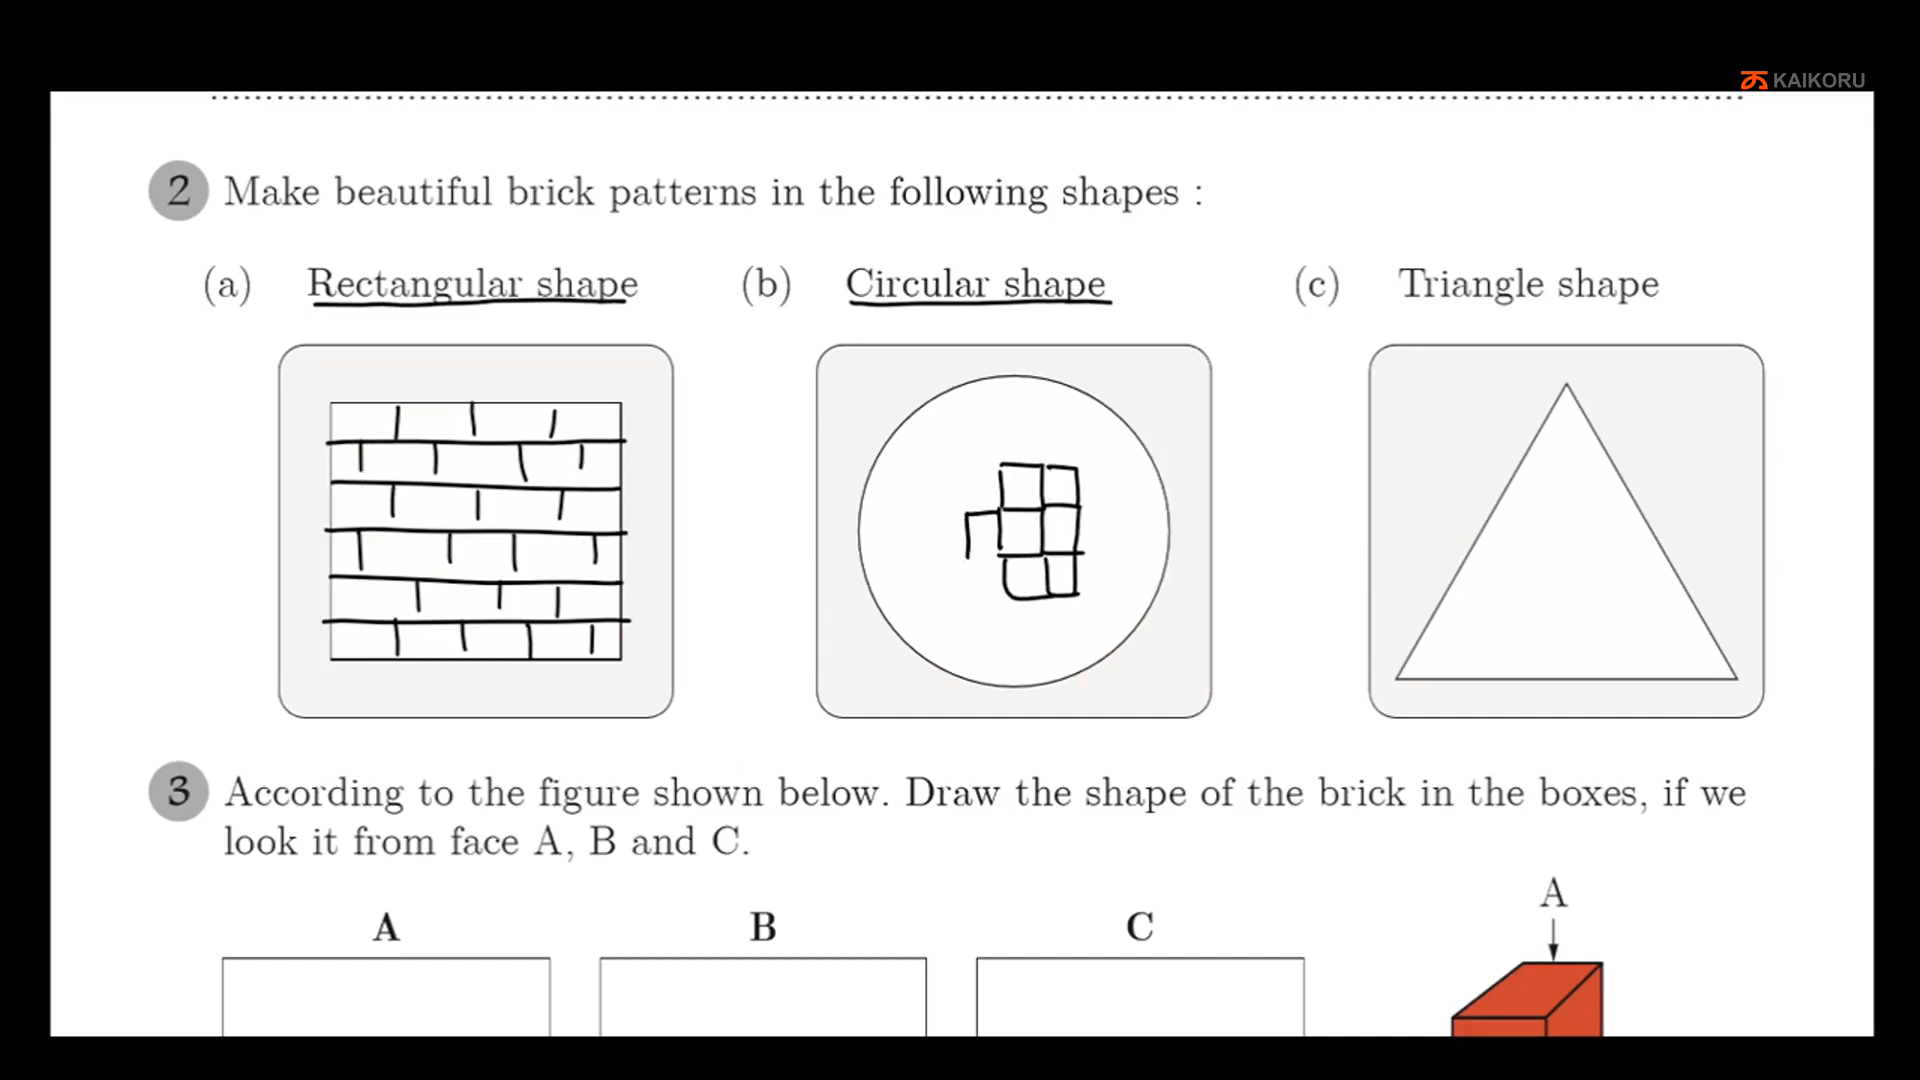 KAIKORU
2 Make beautiful brick patterns in the following shapes :
(a) Rectangular shape (b) Circular shape (c) Triangle shape
3 According to the figure shown below. Draw the shape of the brick in the boxes, if we
look it from face A, B and C.
A
A B C